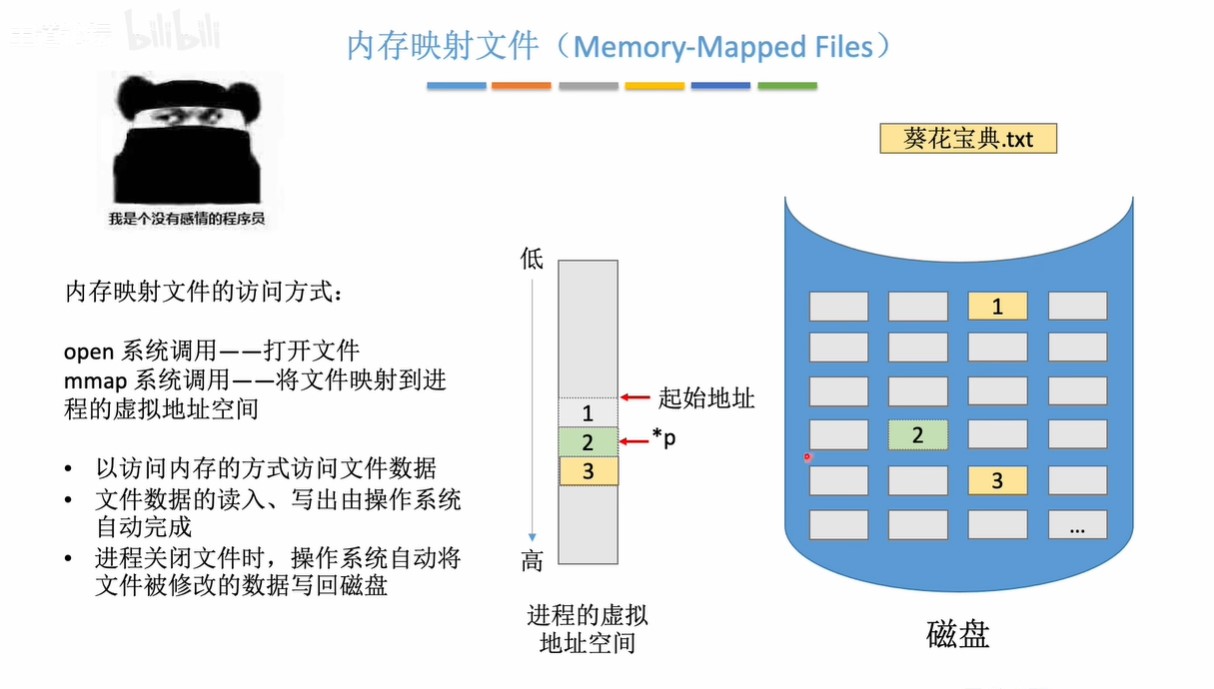 bilibili
内存映射文件（Memory-Mapped Files）
我是个没有感情的程序员
葵花宝典.txt
内存映射文件的访问方式：
open 系统调用——打开文件
mmap 系统调用——将文件映射到进
程的虚拟地址空间
• 以访问内存的方式访问文件数据
• 文件数据的读入、写出由操作系统
自动完成
• 进程关闭文件时，操作系统自动将
文件被修改的数据写回磁盘
低
起始地址
1
2
*p
3
高
进程的虚拟
地址空间
1
2
3
...
磁盘